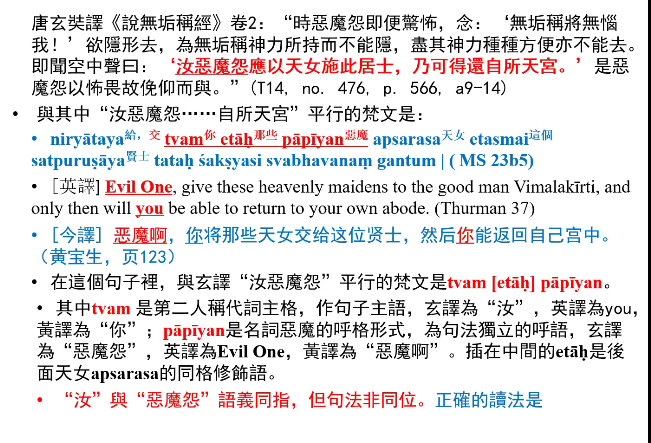 唐玄奘譯《說無垢稱經》卷2：“時惡魔怨即便驚怖，念：‘無垢稱將無惱
我！’欲隱形去，為無垢稱神力所持而不能隱，盡其神力種種方便亦不能去。
即聞空中聲曰：‘汝惡魔怨應以天女施此居士，乃可得還自所天宮。’是惡
魔怨以怖畏故俛仰而與。”(T14, no. 476, p. 566, a9-14)
• 與其中“汝惡魔怨……自所天宮”平行的梵文是：
• niryātaya給，交 tvam你 etāḥ那些 pāpīyan惡魔 apsarasa天女 etasmai這個
satpuruṣāya賢士 tataḥ śakṣyasi svabhavanaṃ gantum | ( MS 23b5)
• ［英譯］Evil One, give these heavenly maidens to the good man Vimalakīrti, and
only then will you be able to return to your own abode. (Thurman 37)
• ［今譯］恶魔啊，你将那些天女交给这位贤士，然后你能返回自己宫中。
（黄宝生，页123）
• 在這個句子裡，與玄譯“汝惡魔怨”平行的梵文是tvam [etāḥ] pāpīyan。
• 其中tvam 是第二人稱代詞主格，作句子主語，玄譯為“汝”，英譯為you，
黃譯為“你”；pāpīyan是名詞惡魔的呼格形式，為句法獨立的呼語，玄譯
為“惡魔怨”，英譯為Evil One，黃譯為“惡魔啊”。插在中間的etāḥ是後
面天女apsarasa的同格修飾語。
• “汝”與“惡魔怨”語義同指，但句法非同位。正確的讀法是